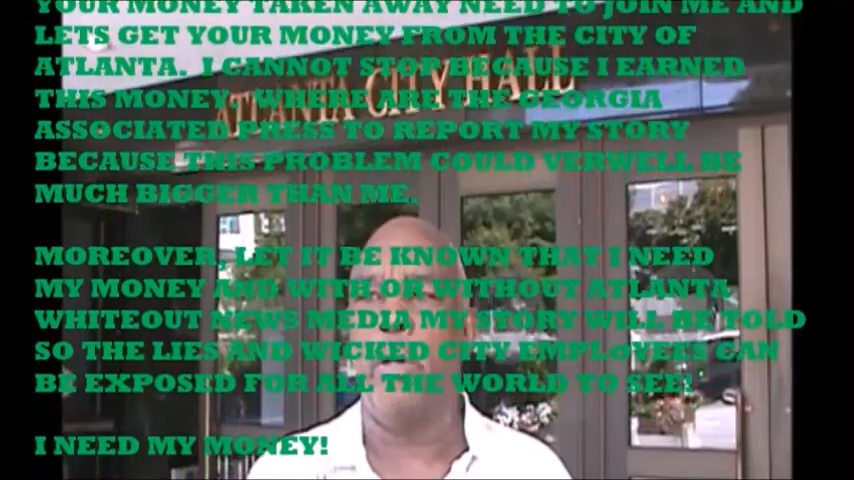 YOUR MONEY TAKEN AWAY NEED TO JOIN ME AND
LETS GET YOUR MONEY FROM THE CITY OF
ATLANTA. I CANNOT STOP BECAUSE I EARNED
THIS MONEY. WHERE ARE THE GEORGIA
ASSOCIATED PRESS TO REPORT MY STORY
BECAUSE THIS PROBLEM COULD VERWELL BE
MUCH BIGGER THAN ME.
MOREOVER, LET IT BE KNOWN THAT I NEED
MY MONEY AND WITH OR WITHOUT ATLANTA
WHITEOUT NEWS MEDIA MY STORY WILL BE TOLD
SO THE LIES AND WICKED CITY EMPLOYEES CAN
BE EXPOSED FOR ALL THE WORLD TO SEE!
I NEED MY MONEY!
ATLANTA CITY HALL